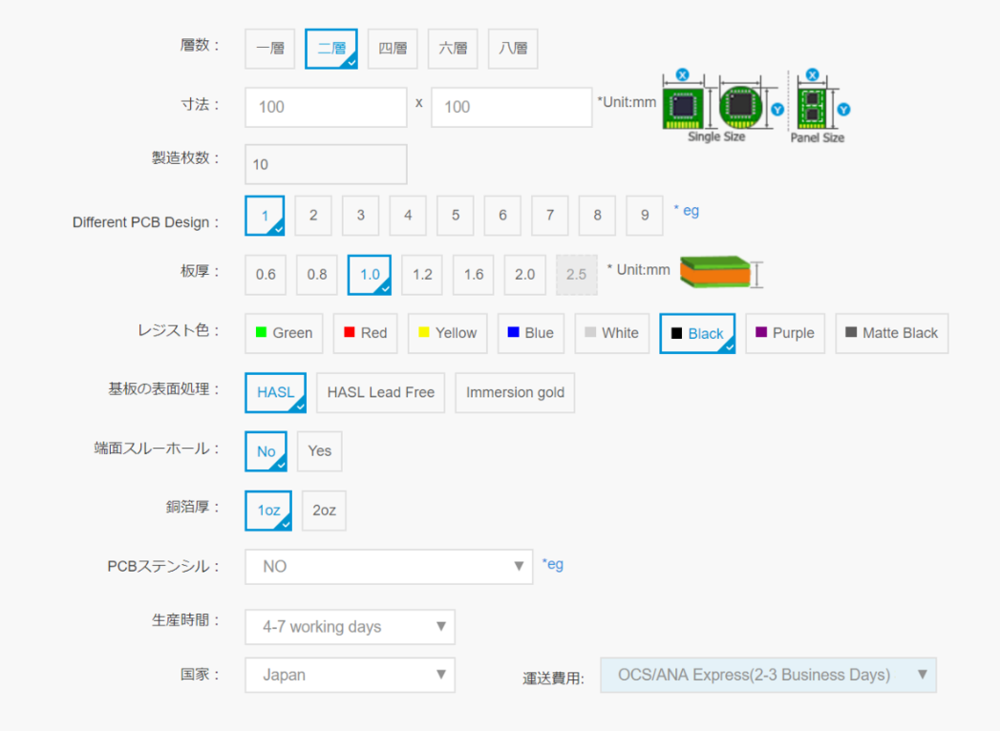 層数：
一層 二層 四層 六層 八層
寸法：
100 x 100 *Unit:mm
X X
Y Y
Single Size Panel Size
製造枚数：
10
Different PCB Design：
1 2 3 4 5 6 7 8 9 * eg
板厚：
0.6 0.8 1.0 1.2 1.6 2.0 2.5 * Unit:mm
レジスト色：
Green Red Yellow Blue White Black Purple Matte Black
基板の表面処理：
HASL HASL Lead Free Immersion gold
端面スルーホール：
No Yes
銅箔厚：
1oz 2oz
PCBステンシル：
NO *eg
生産時間：
4-7 working days
国家：
Japan 運送費用: OCS/ANA Express(2-3 Business Days)